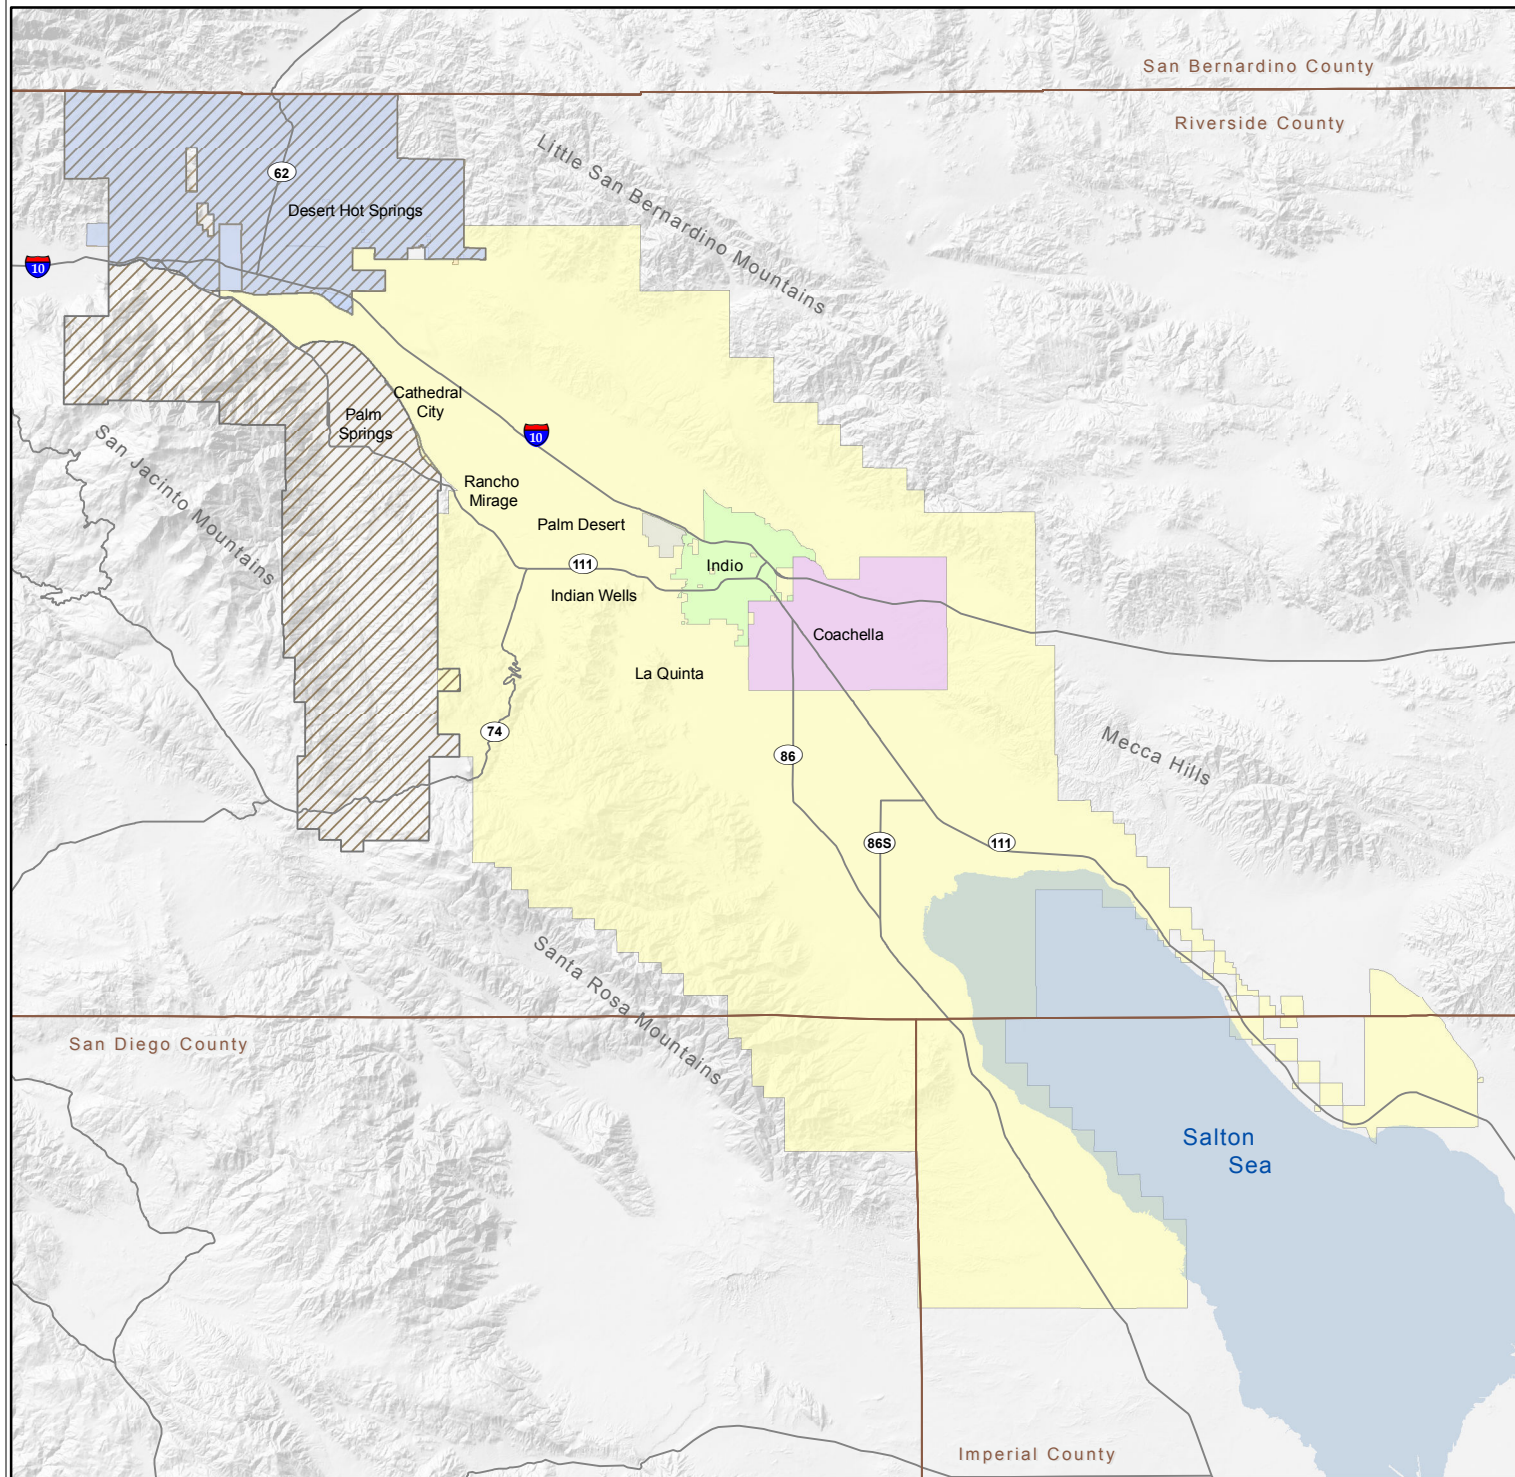 San Bernardino County
Riverside County
Little San Bernardino Mountains
62
Desert Hot Springs
10
Cathedral
City
Palm
Springs
10
San Jacinto Mountains
Rancho
Mirage
Palm Desert
111
Indio
Indian Wells
Coachella
La Quinta
74
86
Mecca Hills
86S
111
Santa Rosa Mountains
San Diego County
Salton
Sea
Imperial County